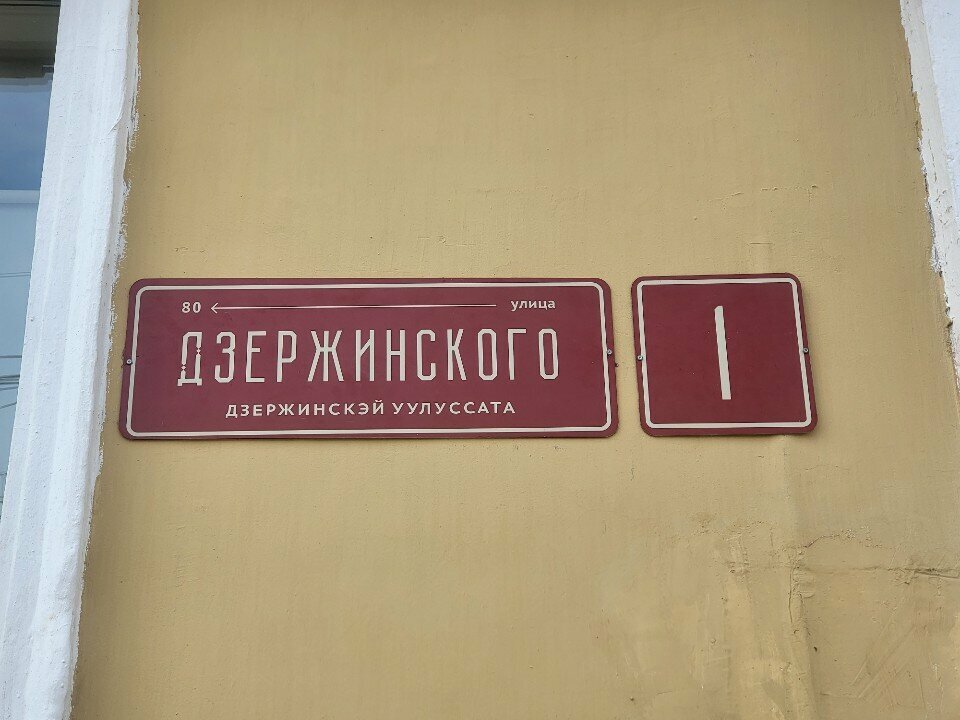 80 ← улица
ДЗЕРЖИНСКОГО
ДЗЕРЖИНСКЭЙ УУЛУССАТА
1